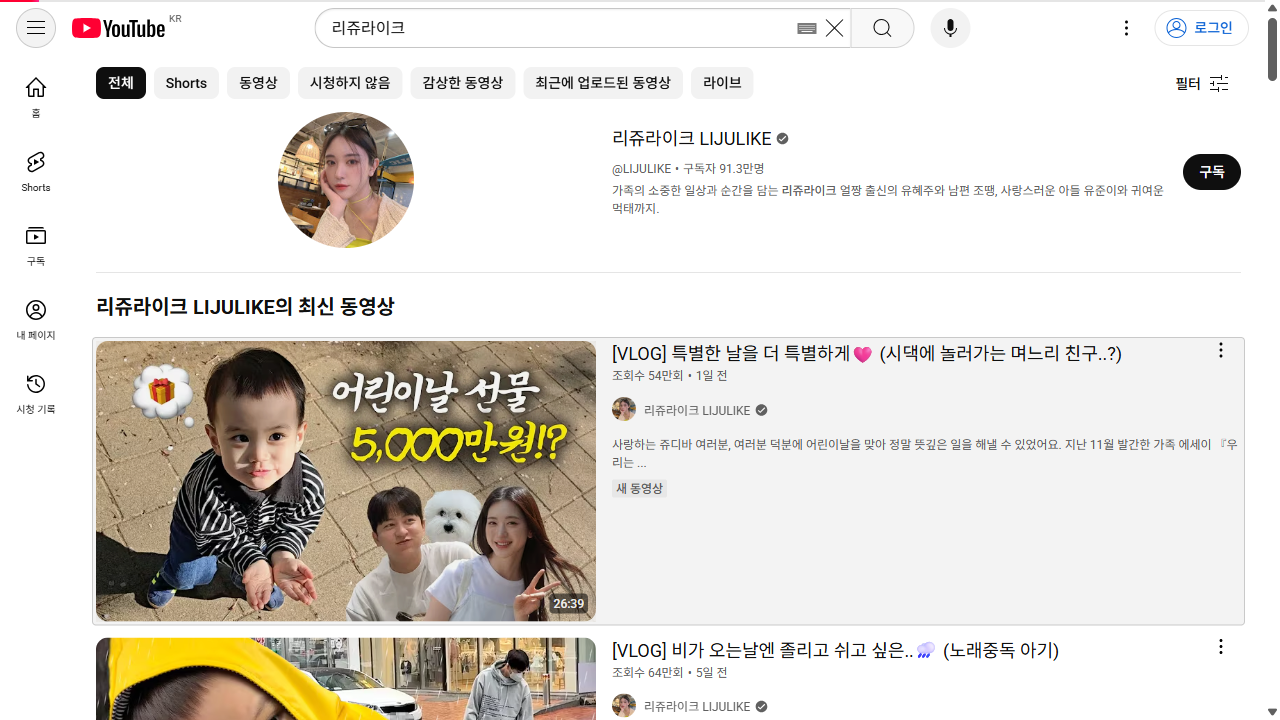 YouTube KR
리쥬라이크
로그인
전체
Shorts
동영상
시청하지 않음
감상한 동영상
최근에 업로드된 동영상
라이브
필터
홈
Shorts
구독
내 페이지
시청 기록
리쥬라이크 LIJULIKE
@LIJULIKE • 구독자 91.3만명
가족의 소중한 일상과 순간을 담는 리쥬라이크 얼짱 출신의 유혜주와 남편 조땡, 사랑스러운 아들 유준이와 귀여운
먹태까지.
구독
리쥬라이크 LIJULIKE의 최신 동영상
어린이날 선물
5,000만 원!?
26:39
[VLOG] 특별한 날을 더 특별하게💗 (시댁에 놀러가는 며느리 친구..?)
조회수 54만회 • 1일 전
리쥬라이크 LIJULIKE
사랑하는 쥬디바 여러분, 여러분 덕분에 어린이날을 맞아 정말 뜻깊은 일을 해낼 수 있었어요. 지난 11월 발간한 가족 에세이 『우
리는 ...
새 동영상
[VLOG] 비가 오는날엔 졸리고 쉬고 싶은..🌧️ (노래중독 아기)
조회수 64만회 • 5일 전
리쥬라이크 LIJULIKE